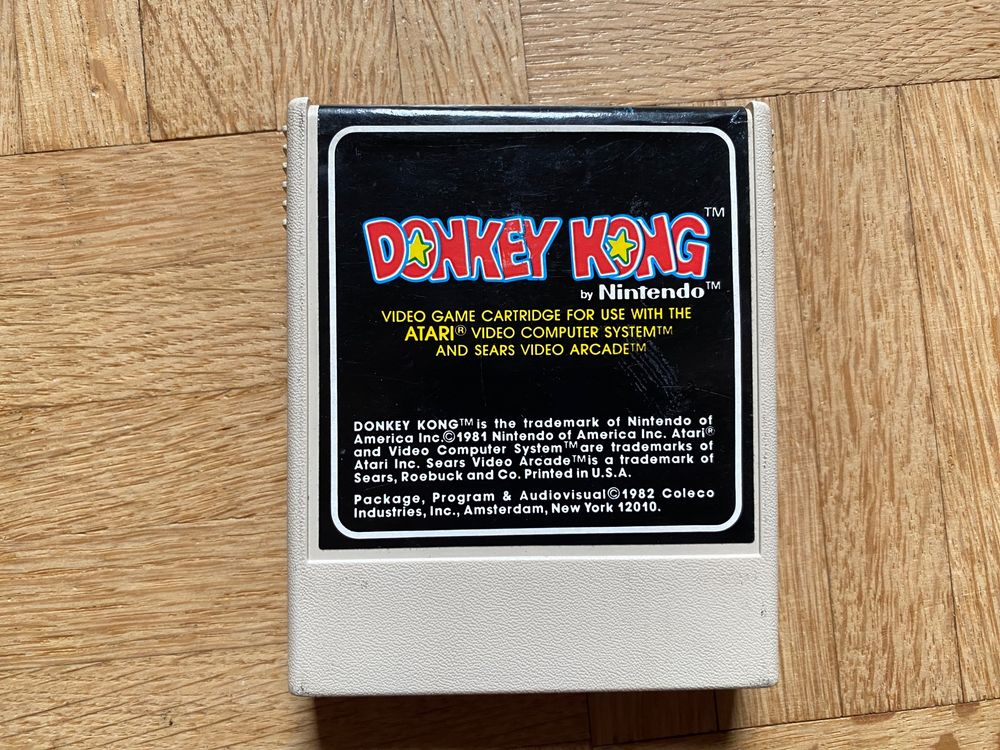 DONKEY KONG™
by Nintendo™
VIDEO GAME CARTRIDGE FOR USE WITH THE
ATARI® VIDEO COMPUTER SYSTEM™
AND SEARS VIDEO ARCADE™
DONKEY KONG™ is the trademark of Nintendo of
America Inc.©1981 Nintendo of America Inc. Atari®
and Video Computer System™ are trademarks of
Atari Inc. Sears Video Arcade™ is a trademark of
Sears, Roebuck and Co. Printed in U.S.A.
Package, Program & Audiovisual©1982 Coleco
Industries, Inc., Amsterdam, New York 12010.